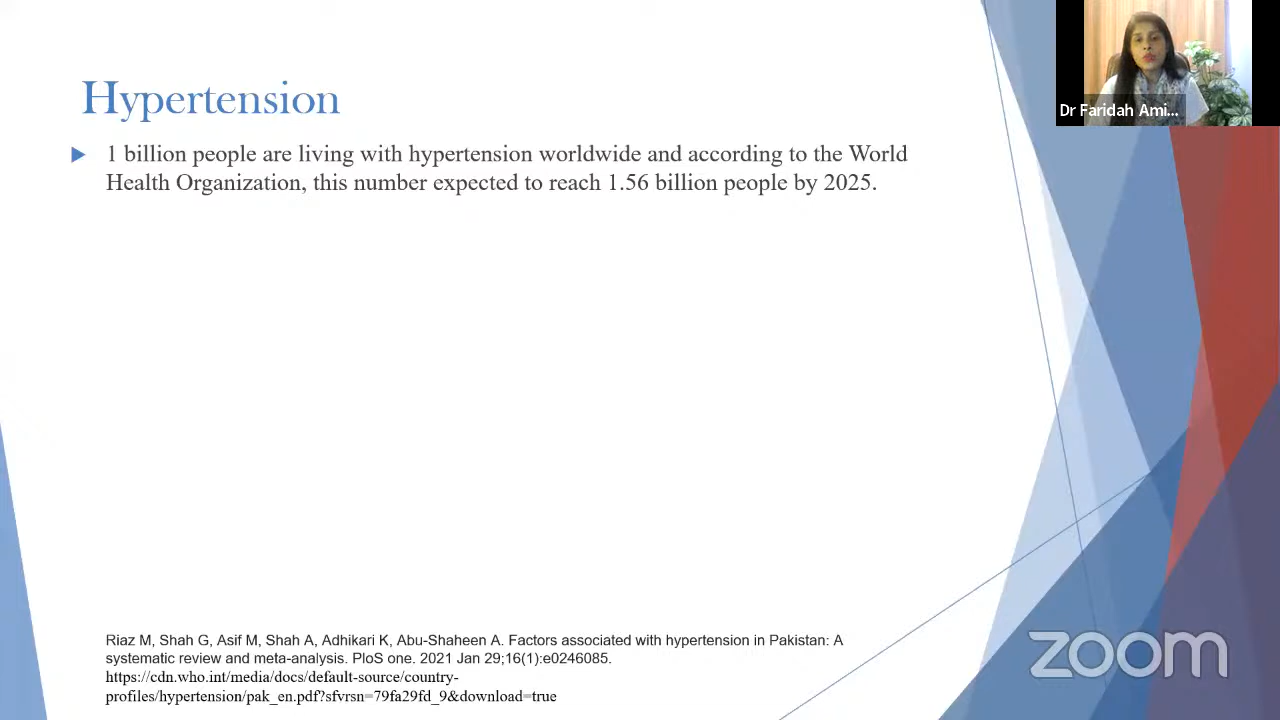 Hypertension
1 billion people are living with hypertension worldwide and according to the World
Health Organization, this number expected to reach 1.56 billion people by 2025.
Dr Faridah Ami...
Riaz M, Shah G, Asif M, Shah A, Adhikari K, Abu-Shaheen A. Factors associated with hypertension in Pakistan: A
systematic review and meta-analysis. PloS one. 2021 Jan 29;16(1):e0246085.
https://cdn.who.int/media/docs/default-source/country-
profiles/hypertension/pak_en.pdf?sfvrsn=79fa29fd_9&download=true
zoom